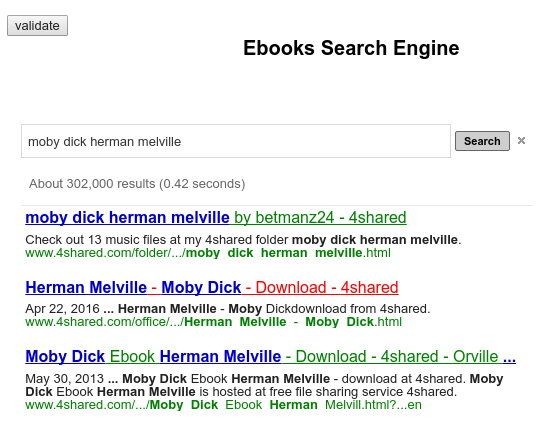 validate
Ebooks Search Engine
moby dick herman melville
Search ×
About 302,000 results (0.42 seconds)
moby dick herman melville by betmanz24 - 4shared
Check out 13 music files at my 4shared folder moby dick herman melville.
www.4shared.com/folder/.../moby dick herman melville.html
Herman Melville - Moby Dick - Download - 4shared
Apr 22, 2016 ... Herman Melville - Moby Dickdownload from 4shared.
www.4shared.com/office/.../Herman Melville - Moby Dick.html
Moby Dick Ebook Herman Melville - Download - 4shared - Orville ...
May 30, 2013 ... Moby Dick Ebook Herman Melville - download at 4shared. Moby
Dick Ebook Herman Melville is hosted at free file sharing service 4shared.
www.4shared.com/.../Moby Dick Ebook Herman Melvill.html?...en